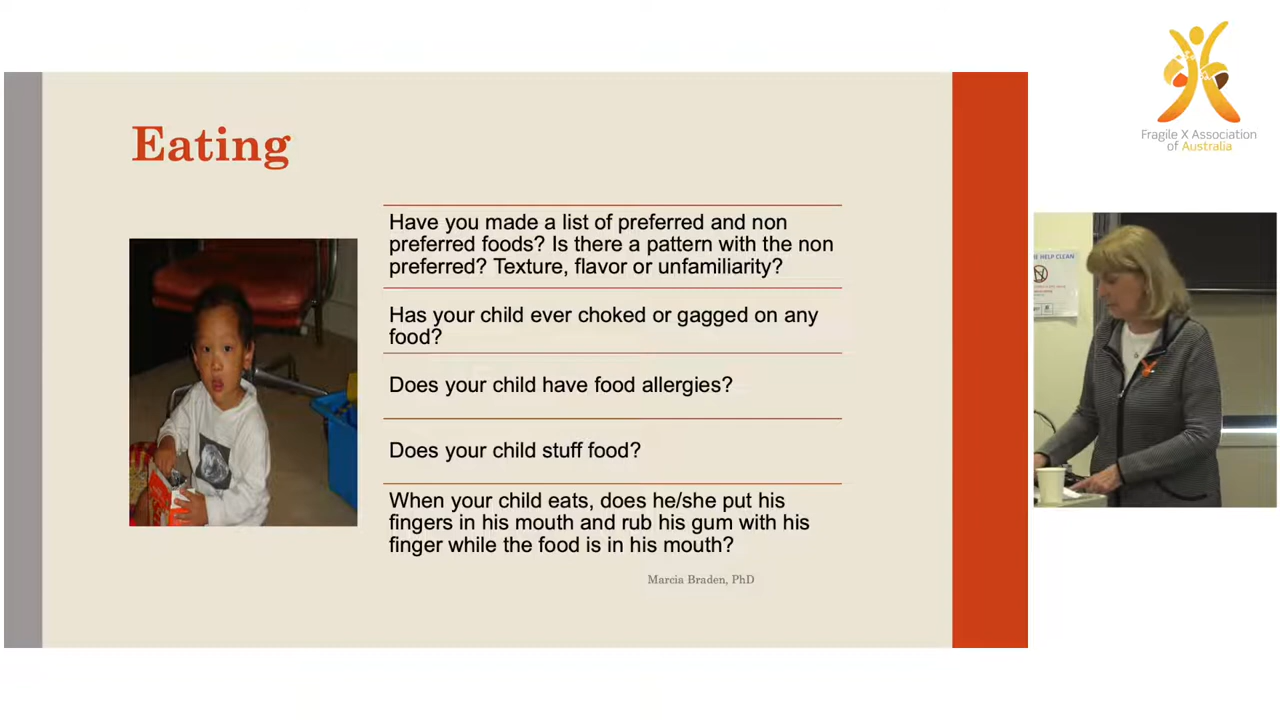 Fragile X Association
of Australia
Eating
Have you made a list of preferred and non
preferred foods? Is there a pattern with the non
preferred? Texture, flavor or unfamiliarity?
Has your child ever choked or gagged on any
food?
Does your child have food allergies?
Does your child stuff food?
When your child eats, does he/she put his
fingers in his mouth and rub his gum with his
finger while the food is in his mouth?
Marcia Braden, PhD
HELP CLEAN